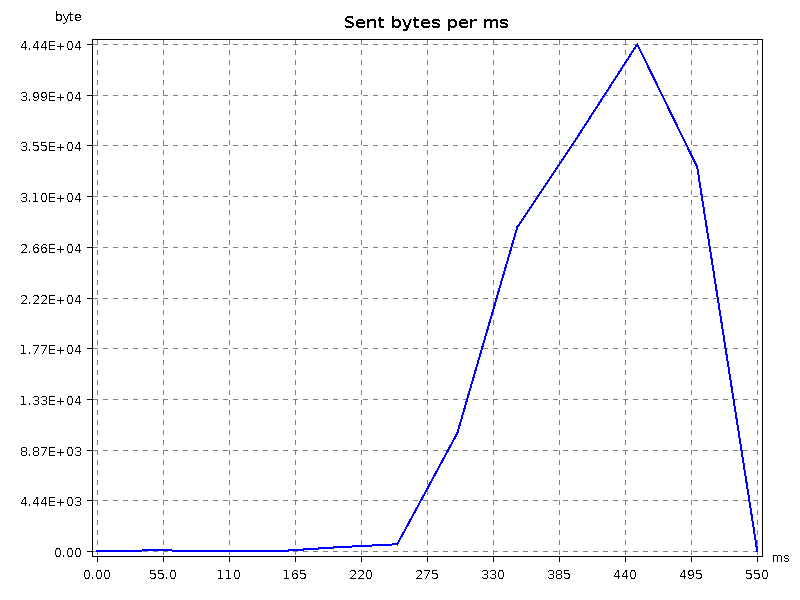 byte
Sent bytes per ms
4.44E+04
3.99E+04
3.55E+04
3.10E+04
2.66E+04
2.22E+04
1.77E+04
1.33E+04
8.87E+03
4.44E+03
0.00
0.00 55.0 110 165 220 275 330 385 440 495 550
ms